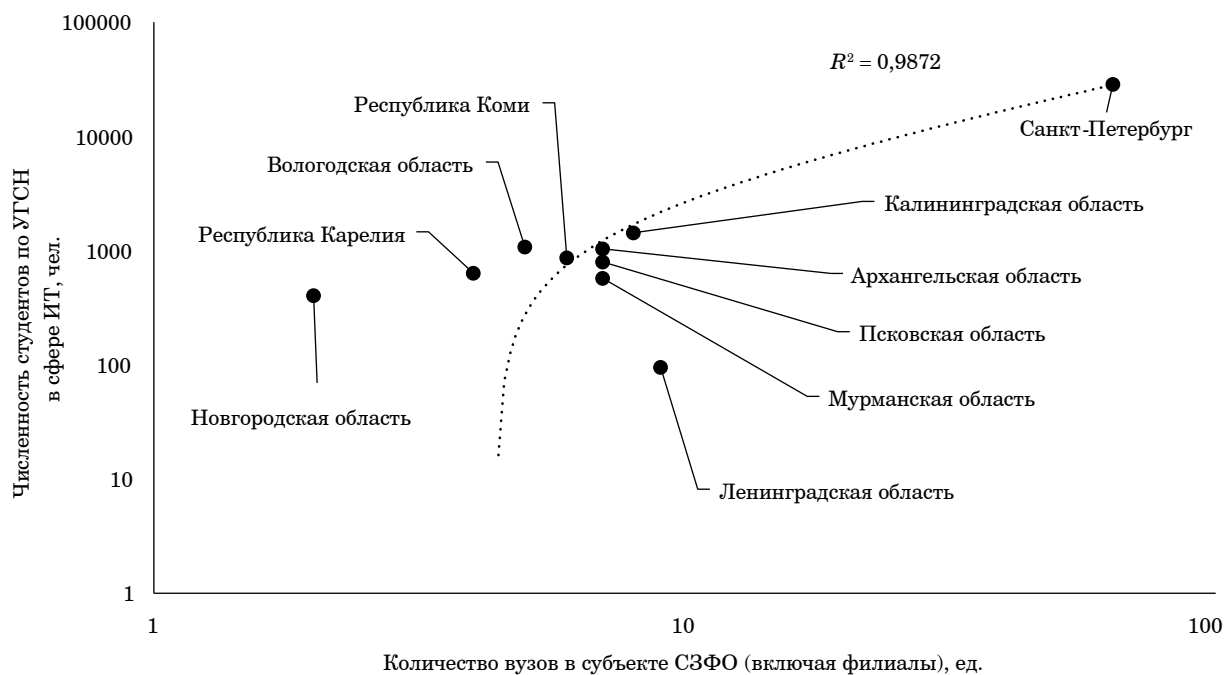 100000
10000
1000
100
10
1
Численность студентов по УГСН
в сфере ИТ, чел.
R² = 0,9872
Республика Коми
Санкт-Петербург
Вологодская область
Калининградская область
Республика Карелия
Архангельская область
Псковская область
Мурманская область
Новгородская область
Ленинградская область
1
10
100
Количество вузов в субъекте СЗФО (включая филиалы), ед.